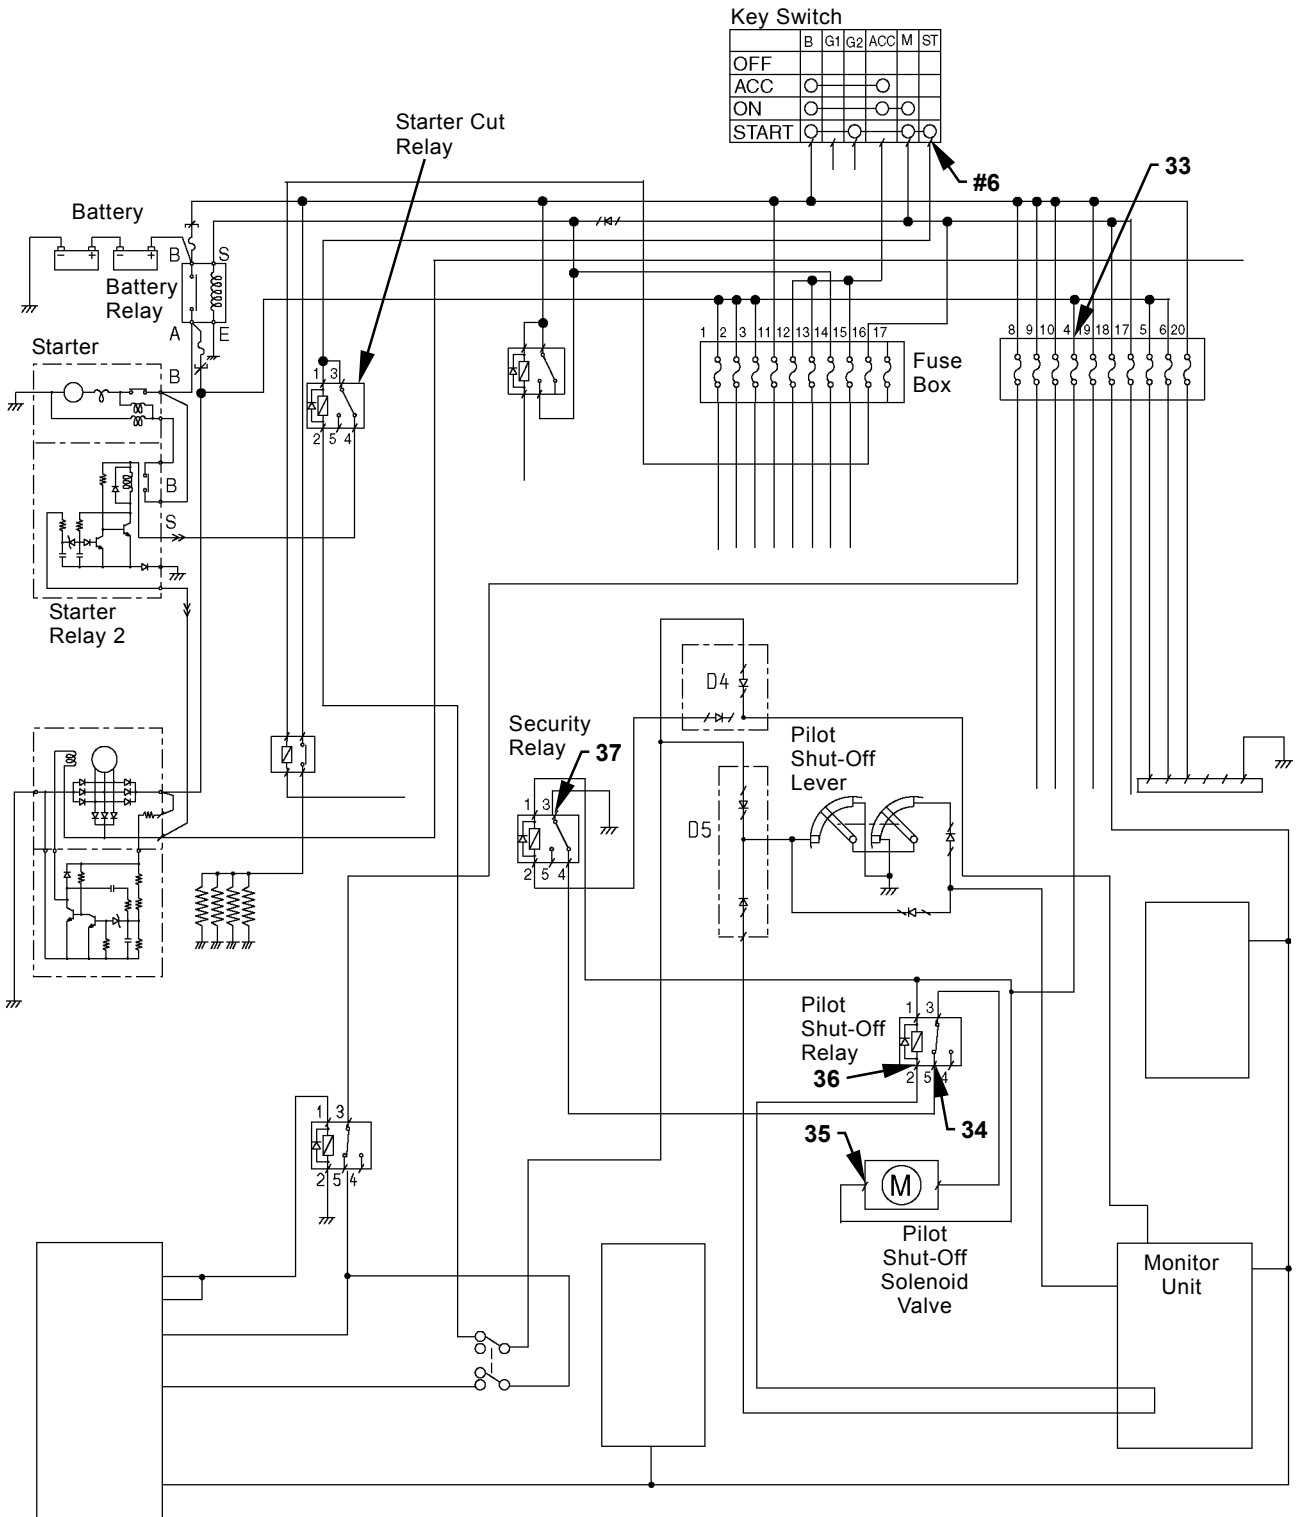 Key Switch
B G1 G2 ACC M ST
OFF
ACC
ON
START
#6
33
Starter Cut
Relay
Battery
B S
Battery
Relay
A E
Starter
B
B
S
Starter
Relay 2
1 3
2 5 4
1 2 3 11 12 13 14 15 16 17
Fuse
Box
8 9 10 4 19 18 17 5 6 20
D4
Security
Relay
37
1 3
2 5 4
Pilot
Shut-Off
Lever
D5
Pilot
Shut-Off
Relay
1 3
36
2 5 4
34
1 3
2 5 4
35
M
Pilot
Shut-Off
Solenoid
Valve
Monitor
Unit